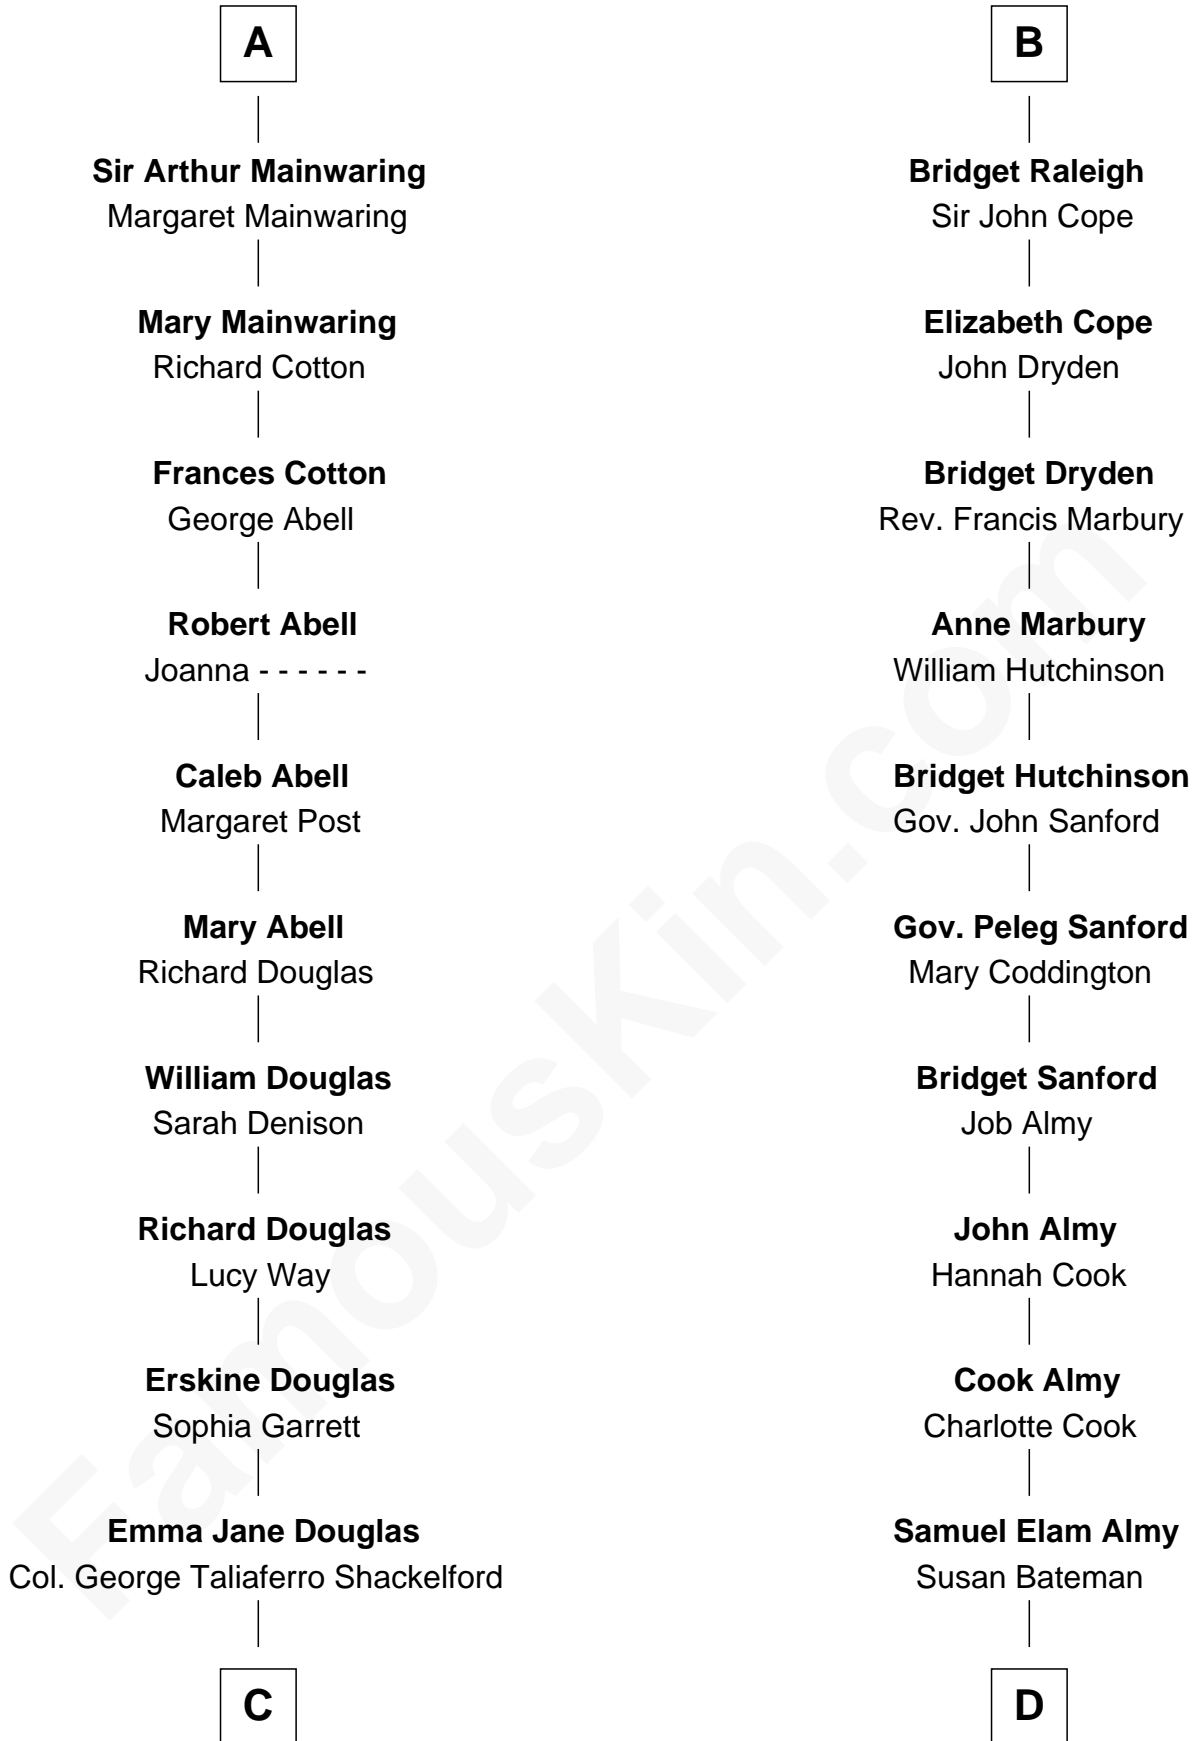 A
Sir Arthur Mainwaring
Margaret Mainwaring
Mary Mainwaring
Richard Cotton
Frances Cotton
George Abell
Robert Abell
Joanna - - - - - -
Caleb Abell
Margaret Post
Mary Abell
Richard Douglas
William Douglas
Sarah Denison
Richard Douglas
Lucy Way
Erskine Douglas
Sophia Garrett
Emma Jane Douglas
Col. George Taliaferro Shackelford
C
B
Bridget Raleigh
Sir John Cope
Elizabeth Cope
John Dryden
Bridget Dryden
Rev. Francis Marbury
Anne Marbury
William Hutchinson
Bridget Hutchinson
Gov. John Sanford
Gov. Peleg Sanford
Mary Coddington
Bridget Sanford
Job Almy
John Almy
Hannah Cook
Cook Almy
Charlotte Cook
Samuel Elam Almy
Susan Bateman
D
FamousKin.com